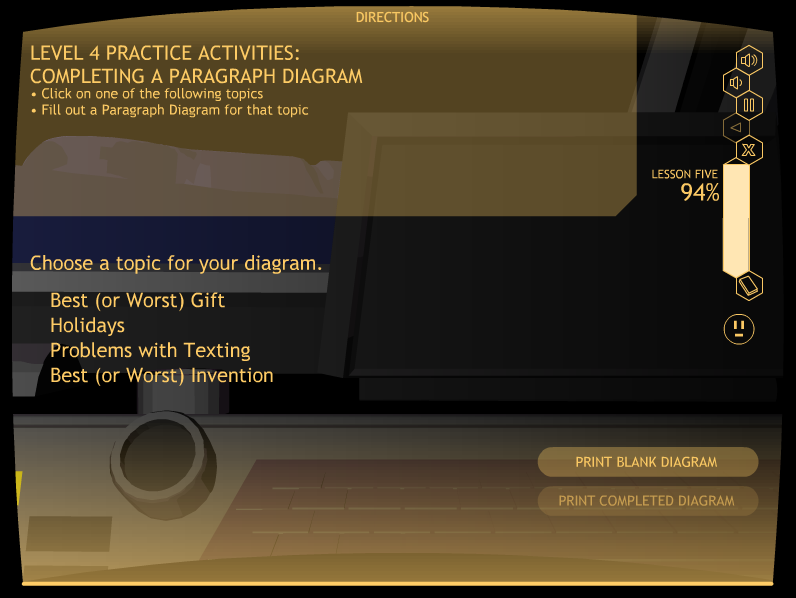 DIRECTIONS
LEVEL 4 PRACTICE ACTIVITIES:
COMPLETING A PARAGRAPH DIAGRAM
• Click on one of the following topics
• Fill out a Paragraph Diagram for that topic
X
LESSON FIVE
94%
Choose a topic for your diagram.
Best (or Worst) Gift
Holidays
Problems with Texting
Best (or Worst) Invention
PRINT BLANK DIAGRAM
PRINT COMPLETED DIAGRAM